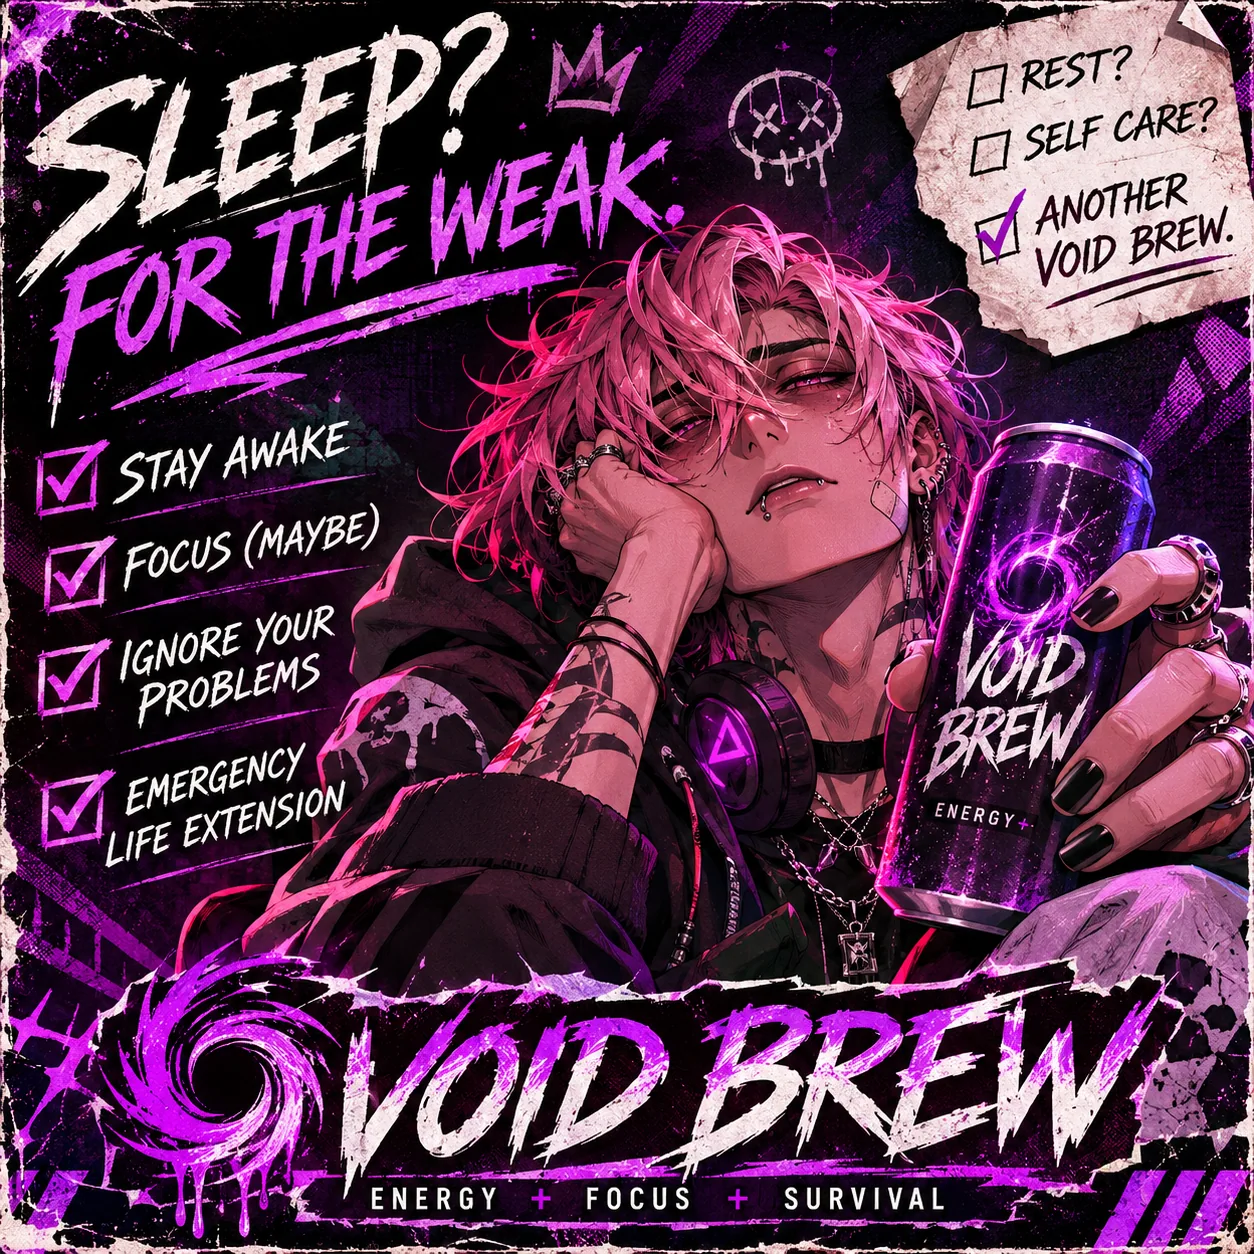 SLEEP?
FOR THE WEAK.
REST?
SELF CARE?
ANOTHER
VOID BREW.
STAY AWAKE
FOCUS (MAYBE)
IGNORE YOUR
PROBLEMS
EMERGENCY
LIFE EXTENSION
VOID
BREW
ENERGY+
VOID BREW
ENERGY + FOCUS + SURVIVAL